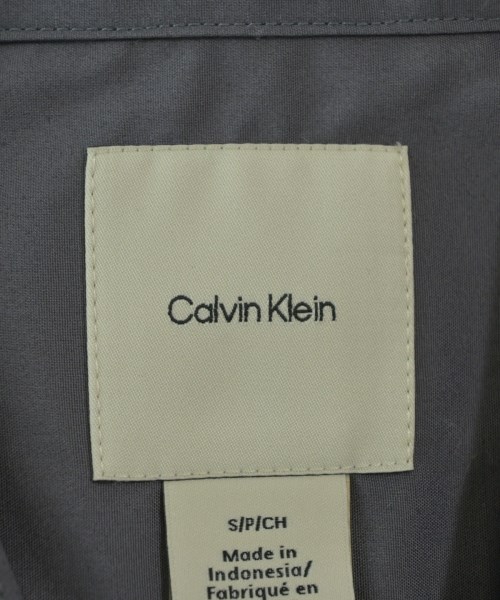 Calvin Klein
S/P/CH
Made in
Indonesia/
Fabriqué en